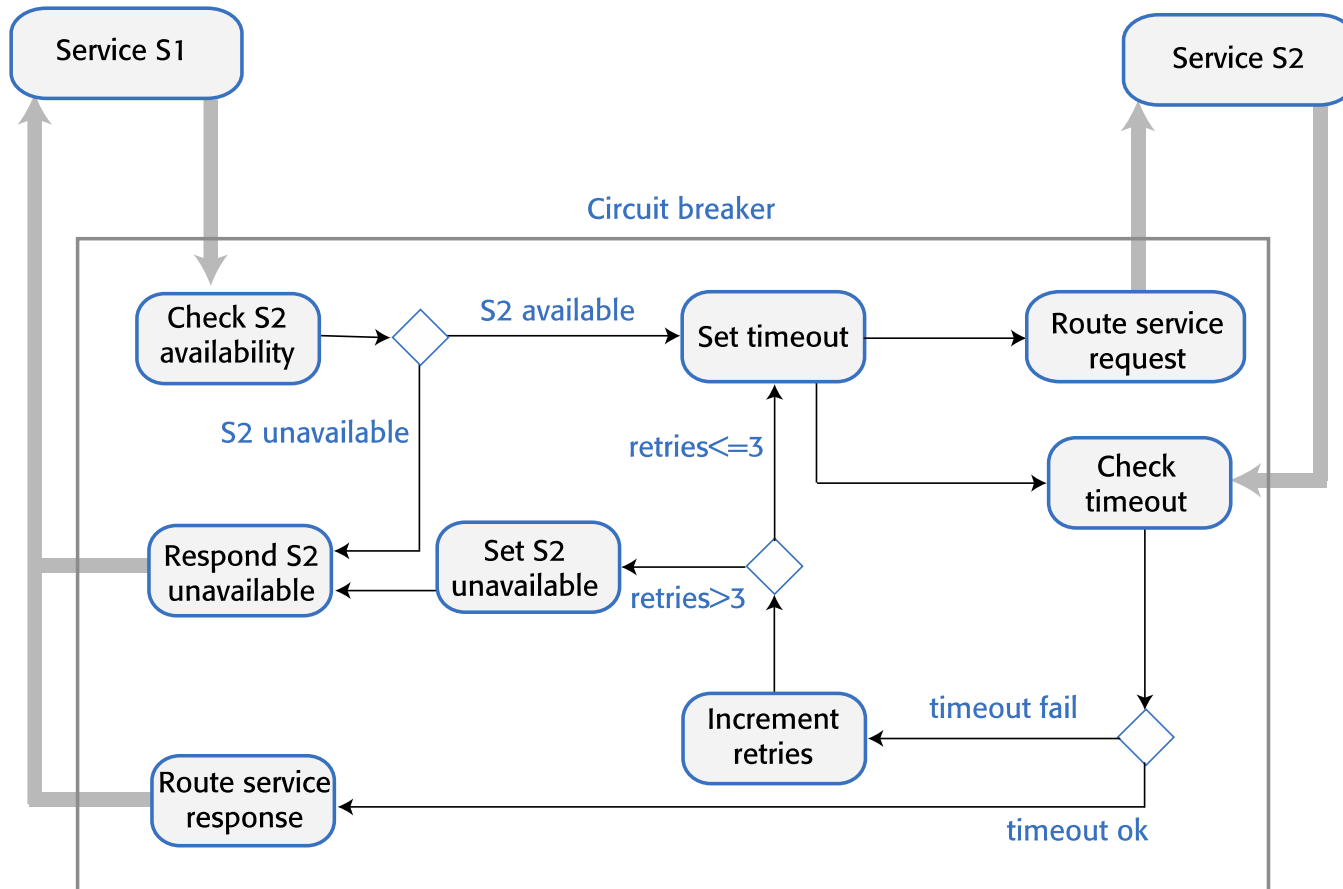 Service S1
Service S2
Circuit breaker
Check S2
availability
S2 available
Set timeout
Route service
request
S2 unavailable
retries<=3
Check
timeout
Respond S2
unavailable
Set S2
unavailable
retries>3
Increment
retries
timeout fail
Route service
response
timeout ok